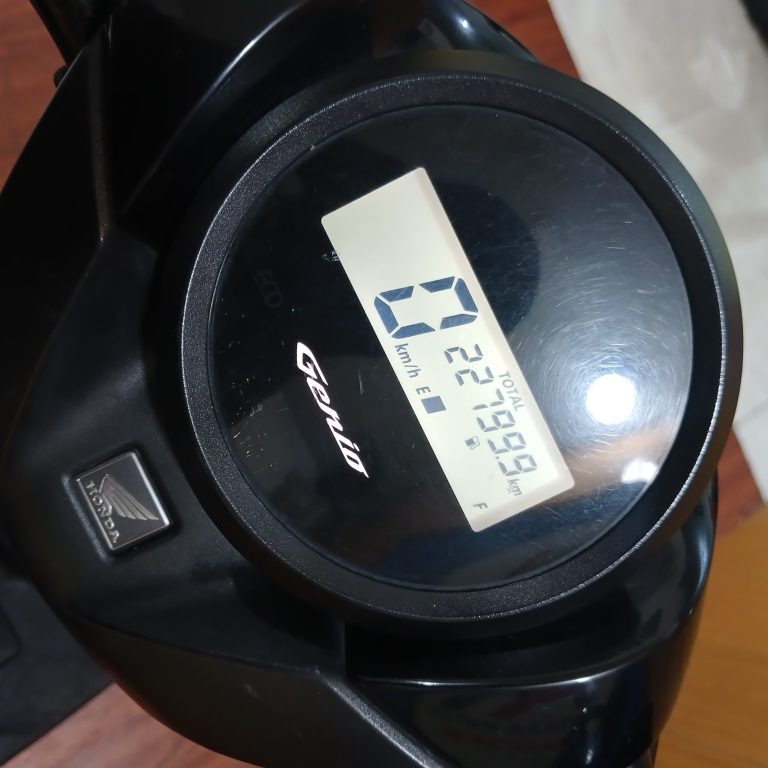 TOTAL
0 km/h 22799.9 km
E F
ECO
Genio
HONDA